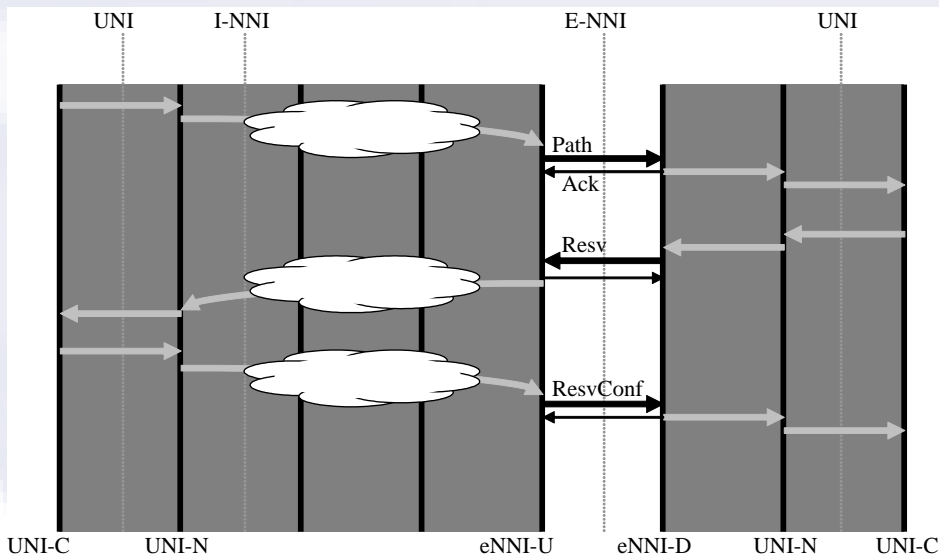 UNI I-NNI E-NNI UNI
Path
Ack
Resv
ResvConf
UNI-C UNI-N eNNI-U eNNI-D UNI-N UNI-C